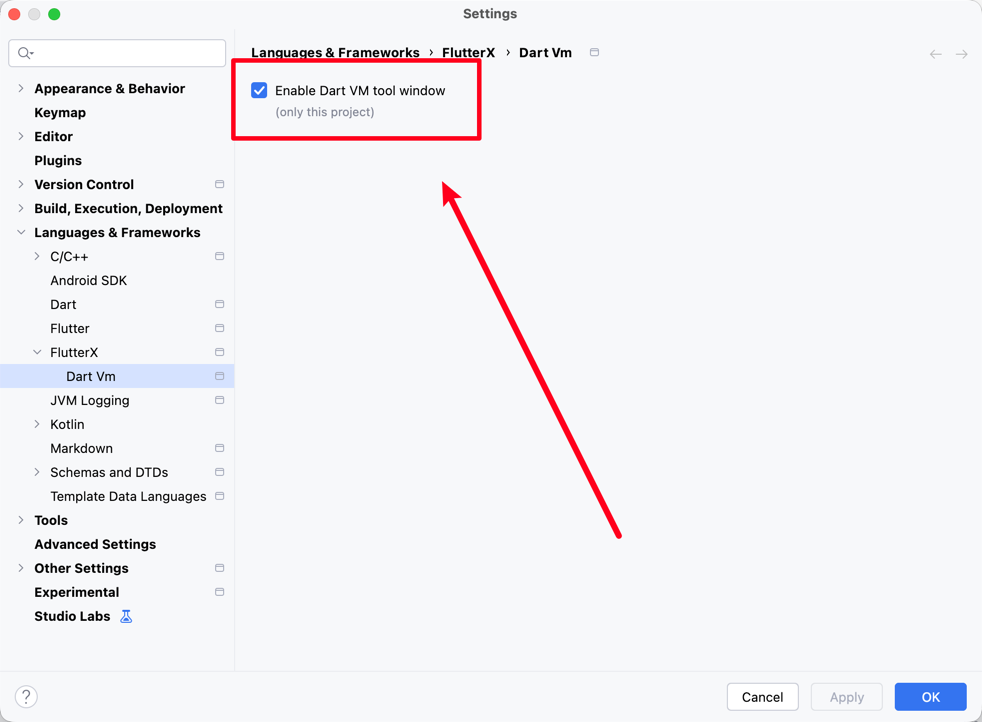 Settings
Languages & Frameworks › FlutterX › Dart Vm
Enable Dart VM tool window
(only this project)
Appearance & Behavior
Keymap
Editor
Plugins
Version Control
Build, Execution, Deployment
Languages & Frameworks
C/C++
Android SDK
Dart
Flutter
FlutterX
Dart Vm
JVM Logging
Kotlin
Markdown
Schemas and DTDs
Template Data Languages
Tools
Advanced Settings
Other Settings
Experimental
Studio Labs
?
Cancel
Apply
OK